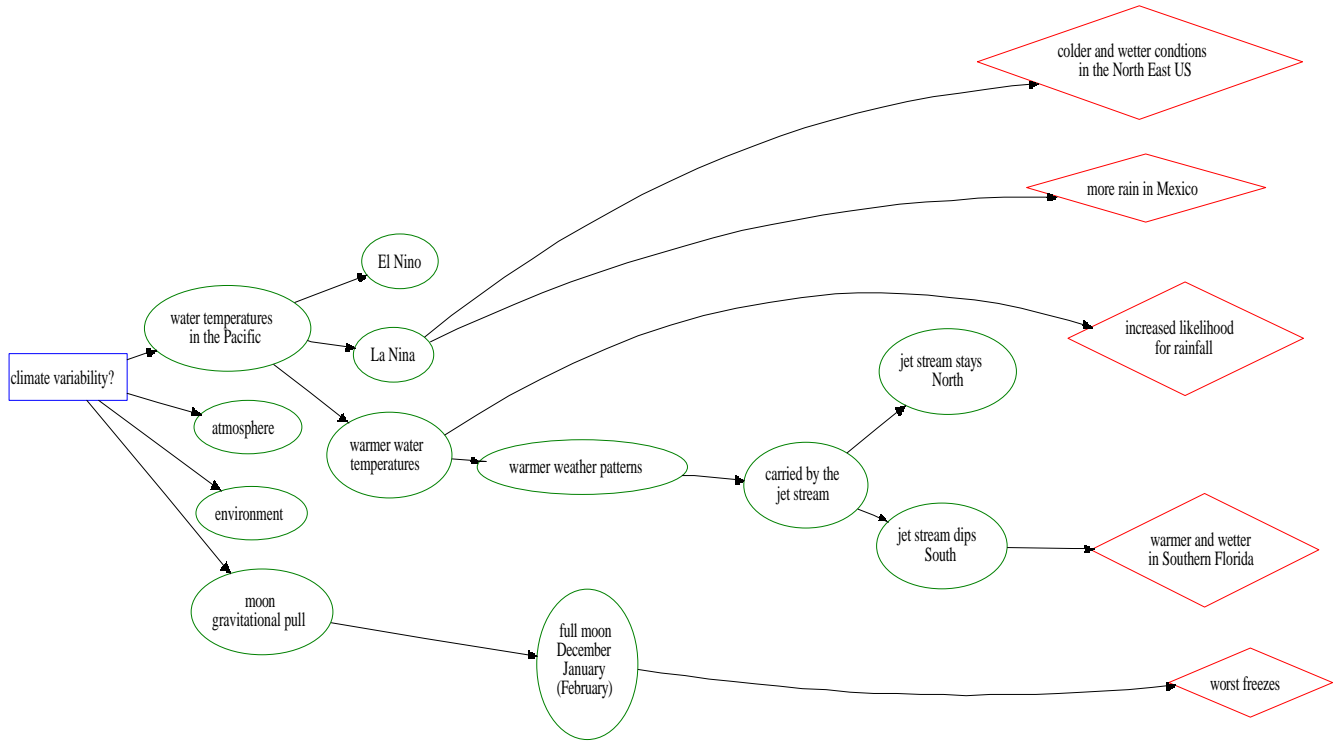 colder and wetter condtions
in the North East US
more rain in Mexico
El Nino
water temperatures
in the Pacific
increased likelihood
for rainfall
La Nina
jet stream stays
North
climate variability?
atmosphere
warmer water
temperatures
warmer weather patterns
carried by the
jet stream
environment
jet stream dips
South
warmer and wetter
in Southern Florida
moon
gravitational pull
full moon
December
January
(February)
worst freezes